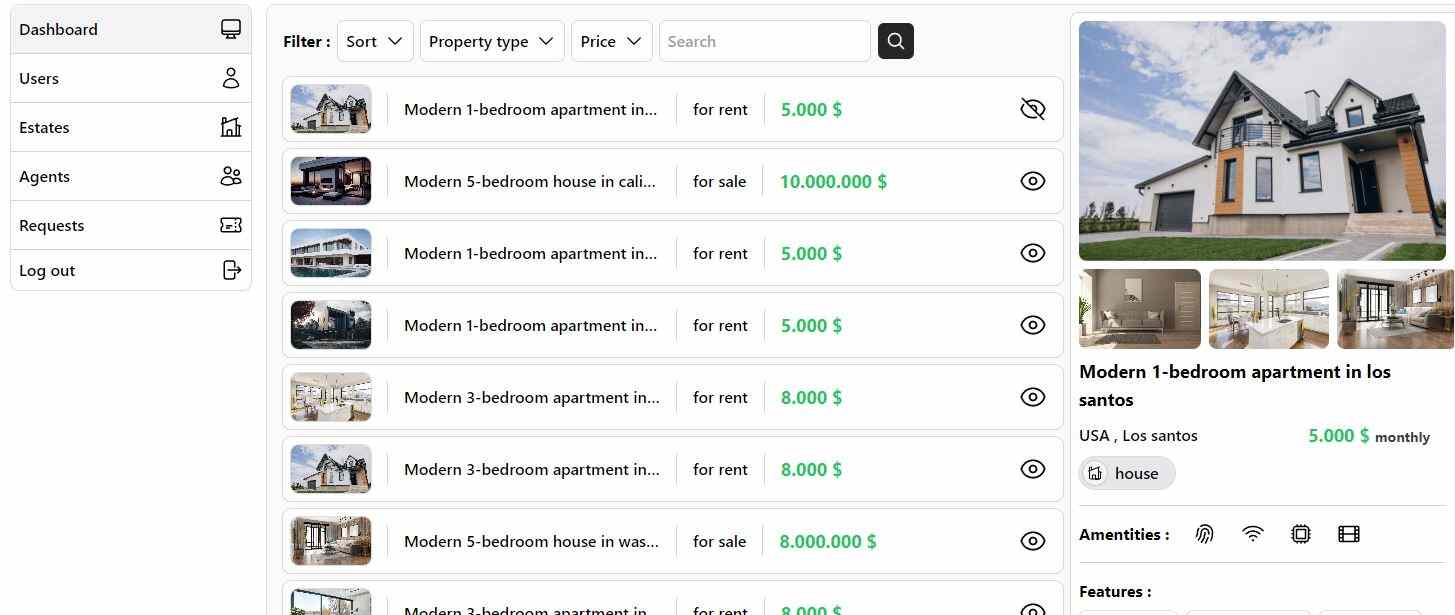 Dashboard
Users
Estates
Agents
Requests
Log out
Filter : Sort Property type Price Search
Modern 1-bedroom apartment in... for rent 5.000 $
Modern 5-bedroom house in cali... for sale 10.000.000 $
Modern 1-bedroom apartment in... for rent 5.000 $
Modern 1-bedroom apartment in... for rent 5.000 $
Modern 3-bedroom apartment in... for rent 8.000 $
Modern 3-bedroom apartment in... for rent 8.000 $
Modern 5-bedroom house in was... for sale 8.000.000 $
Modern 3-bedroom apartment in... for rent 8.000 $
Modern 1-bedroom apartment in los
santos
USA , Los santos 5.000 $ monthly
house
Amentities :
Features :